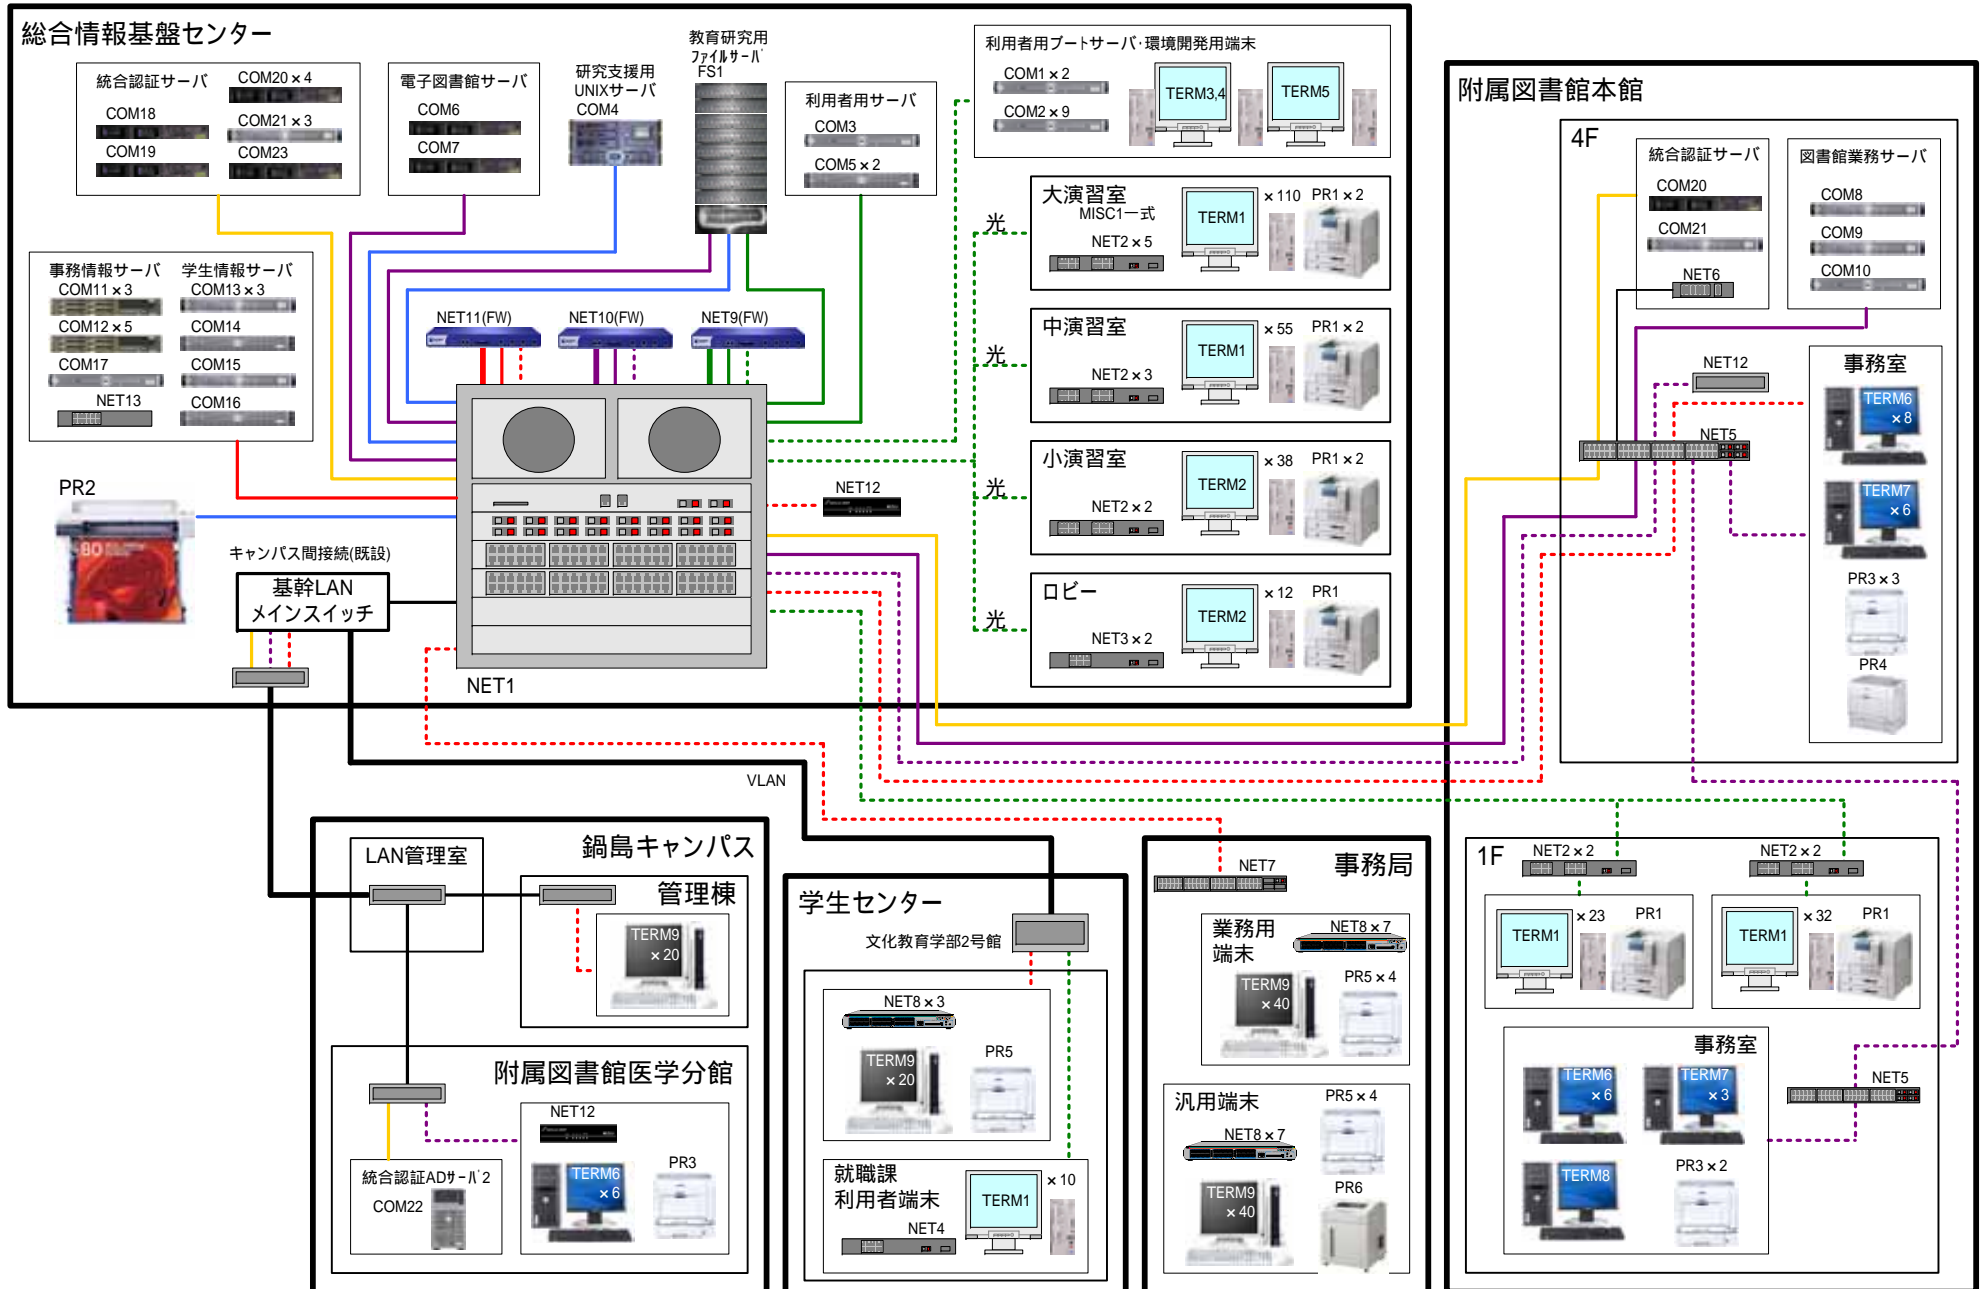 総合情報基盤センター
統合認証サーバ
COM20 × 4
COM18
COM21 × 3
COM19
COM23
電子図書館サーバ
COM6
COM7
研究支援用
UNIXサーバ
COM4
教育研究用
ファイルサーバ
FS1
利用者用サーバ
COM3
COM5 × 2
利用者用ブートサーバ・環境開発用端末
COM1 × 2
COM2 × 9
TERM3,4
TERM5
事務情報サーバ
COM11 × 3
COM12 × 5
COM17
NET13
学生情報サーバ
COM13 × 3
COM14
COM15
COM16
NET11(FW)
NET10(FW)
NET9(FW)
光
大演習室
MISC1一式
NET2 × 5
TERM1
× 110
PR1 × 2
光
中演習室
NET2 × 3
TERM1
× 55
PR1 × 2
光
小演習室
NET2 × 2
TERM2
× 38
PR1 × 2
光
ロビー
NET3 × 2
TERM2
× 12
PR1
PR2
NET12
キャンパス間接続(既設)
基幹LAN
メインスイッチ
NET1
VLAN
附属図書館本館
4F
統合認証サーバ
COM20
COM21
NET6
図書館業務サーバ
COM8
COM9
COM10
NET12
NET5
事務室
TERM6
× 8
TERM7
× 6
PR3 × 3
PR4
1F
NET2 × 2
TERM1
× 23
PR1
NET2 × 2
TERM1
× 32
PR1
事務室
TERM6
× 6
TERM7
× 3
TERM8
PR3 × 2
NET5
鍋島キャンパス
LAN管理室
管理棟
TERM9
× 20
附属図書館医学分館
NET12
TERM6
× 6
PR3
統合認証ADサーバ2
COM22
学生センター
文化教育学部2号館
NET8 × 3
TERM9
× 20
PR5
就職課
利用者端末
NET4
TERM1
× 10
事務局
NET7
業務用
端末
NET8 × 7
TERM9
× 40
PR5 × 4
汎用端末
NET8 × 7
TERM9
× 40
PR5 × 4
PR6